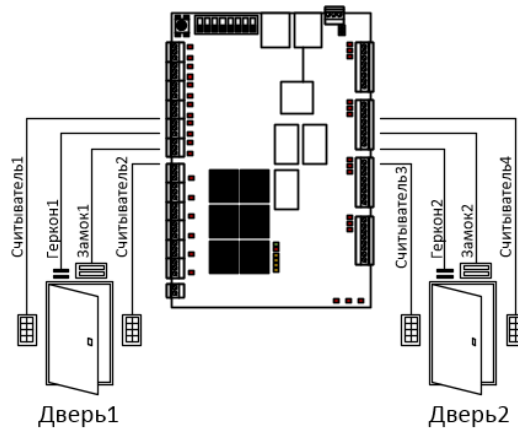 Считыватель1
Геркон1
Замок1
Считыватель2
Считыватель3
Геркон2
Замок2
Считыватель4
Дверь1
Дверь2